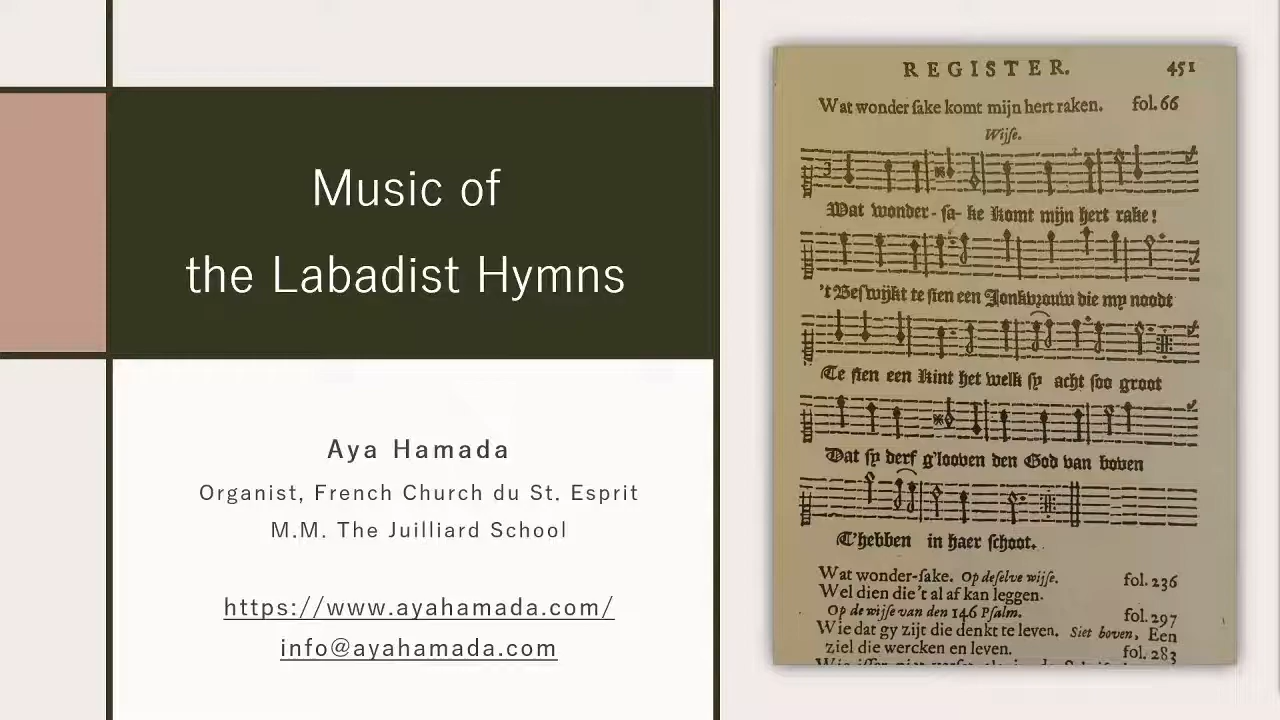 Music of
the Labadist Hymns
Aya Hamada
Organist, French Church du St. Esprit
M.M. The Juilliard School
https://www.ayahamada.com/
info@ayahamada.com
REGISTER. 451
Wat wonder ſake komt mijn hert raken. fol. 66
Wijſe.
Wat wonder-ſa-ke komt mijn hert rake!
't Beſwijkt te ſien een Jonkvrouw die my noodt
Te ſien een Kint het welk ſy acht ſoo groot
Dat ſy derf g'looven den God van boven
T'hebben in haer ſchoot.
Wat wonder-ſake. Op deſelve wijſe. fol. 236
Wel dien die't al af kan leggen.
Op de wijſe van den 146 Pſalm. fol. 297
Wie dat gy zijt die denkt te leven. Siet boven, Een
ziel die wercken en leven. fol. 283